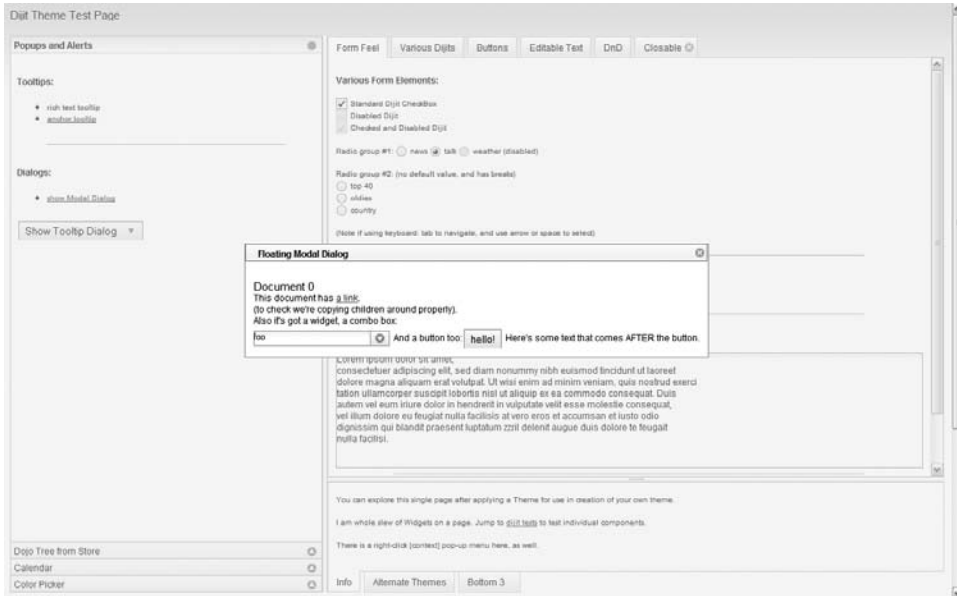 Dijit Theme Test Page
Popups and Alerts
Tooltips:
rich text tooltip
anchor tooltip
Dialogs:
show Modal Dialog
Show Tooltip Dialog
Dojo Tree from Store
Calendar
Color Picker
Form Feel Various Dijits Buttons Editable Text DnD Closable
Various Form Elements:
Standard Dijit CheckBox
Disabled Dijit
Checked and Disabled Dijit
Radio group #1: news talk weather (disabled)
Radio group #2: (no default value, and has breaks)
top 40
oldies
country
(Note if using keyboard: tab to navigate, and use arrow or space to select)
Floating Modal Dialog
Document 0
This document has a link.
(to check we're copying children around properly).
Also it's got a widget, a combo box:
foo And a button too: hello! Here's some text that comes AFTER the button.
Lorem ipsum dolor sit amet,
consectetuer adipiscing elit, sed diam nonummy nibh euismod tincidunt ut laoreet
dolore magna aliquam erat volutpat. Ut wisi enim ad minim veniam, quis nostrud exerci
tation ullamcorper suscipit lobortis nisl ut aliquip ex ea commodo consequat. Duis
autem vel eum iriure dolor in hendrerit in vulputate velit esse molestie consequat,
vel illum dolore eu feugiat nulla facilisis at vero eros et accumsan et iusto odio
dignissim qui blandit praesent luptatum zzril delenit augue duis dolore te feugait
nulla facilisi.
You can explore this single page after applying a Theme for use in creation of your own theme.
I am whole slew of Widgets on a page. Jump to dijit tests to test individual components.
There is a right-click [context] pop-up menu here, as well.
Info Alternate Themes Bottom 3